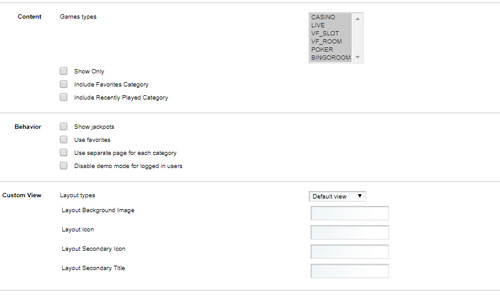 Content Games types
CASINO
LIVE
VF_SLOT
VF_ROOM
POKER
BINGOROOM
Show Only
Include Favorites Category
Include Recently Played Category
Behavior Show jackpots
Use favorites
Use separate page for each category
Disable demo mode for logged in users
Custom View Layout types Default view
Layout Background Image
Layout Icon
Layout Secondary Icon
Layout Secondary Title